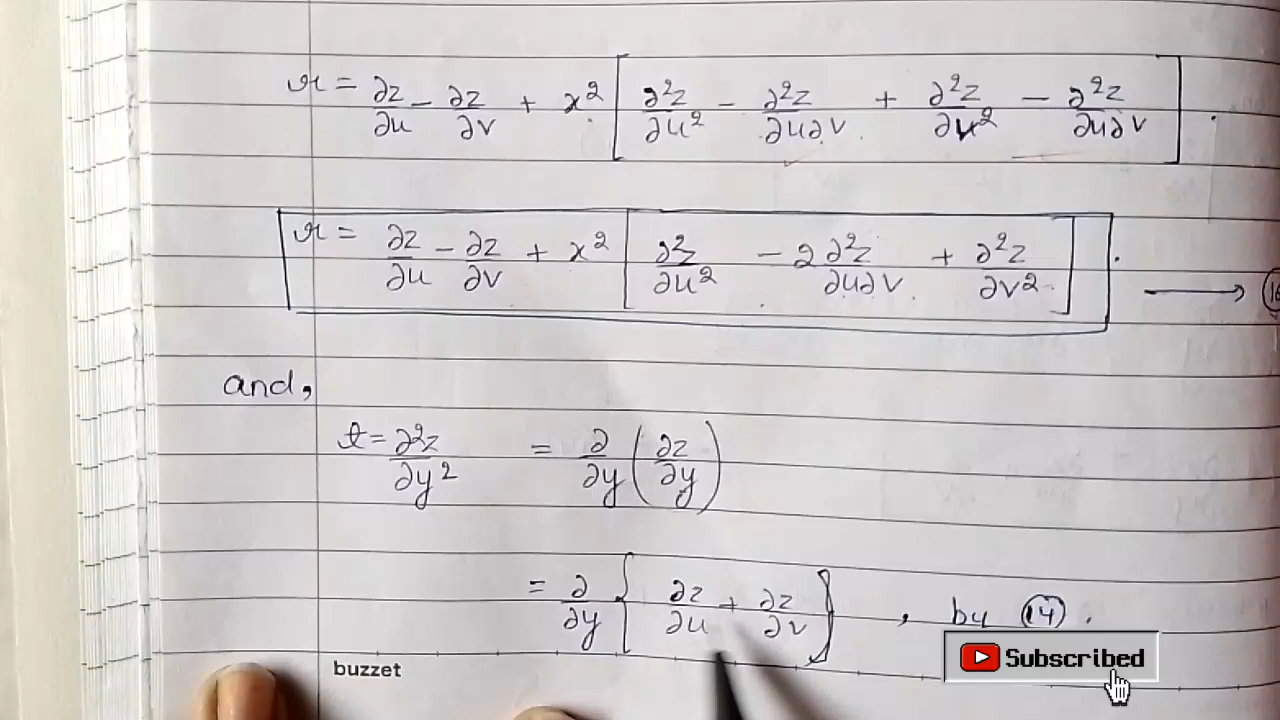 r = ∂z/∂u − ∂z/∂v + x² [ ∂²z/∂u² − ∂²z/∂u∂v + ∂²z/∂v² − ∂²z/∂u∂v ].
r = ∂z/∂u − ∂z/∂v + x² [ ∂²z/∂u² − 2 ∂²z/∂u∂v + ∂²z/∂v² ]. →
and,
t = ∂²z/∂y² = ∂/∂y ( ∂z/∂y )
= ∂/∂y { ∂z/∂u + ∂z/∂v } , by (14).
Subscribed
buzzet